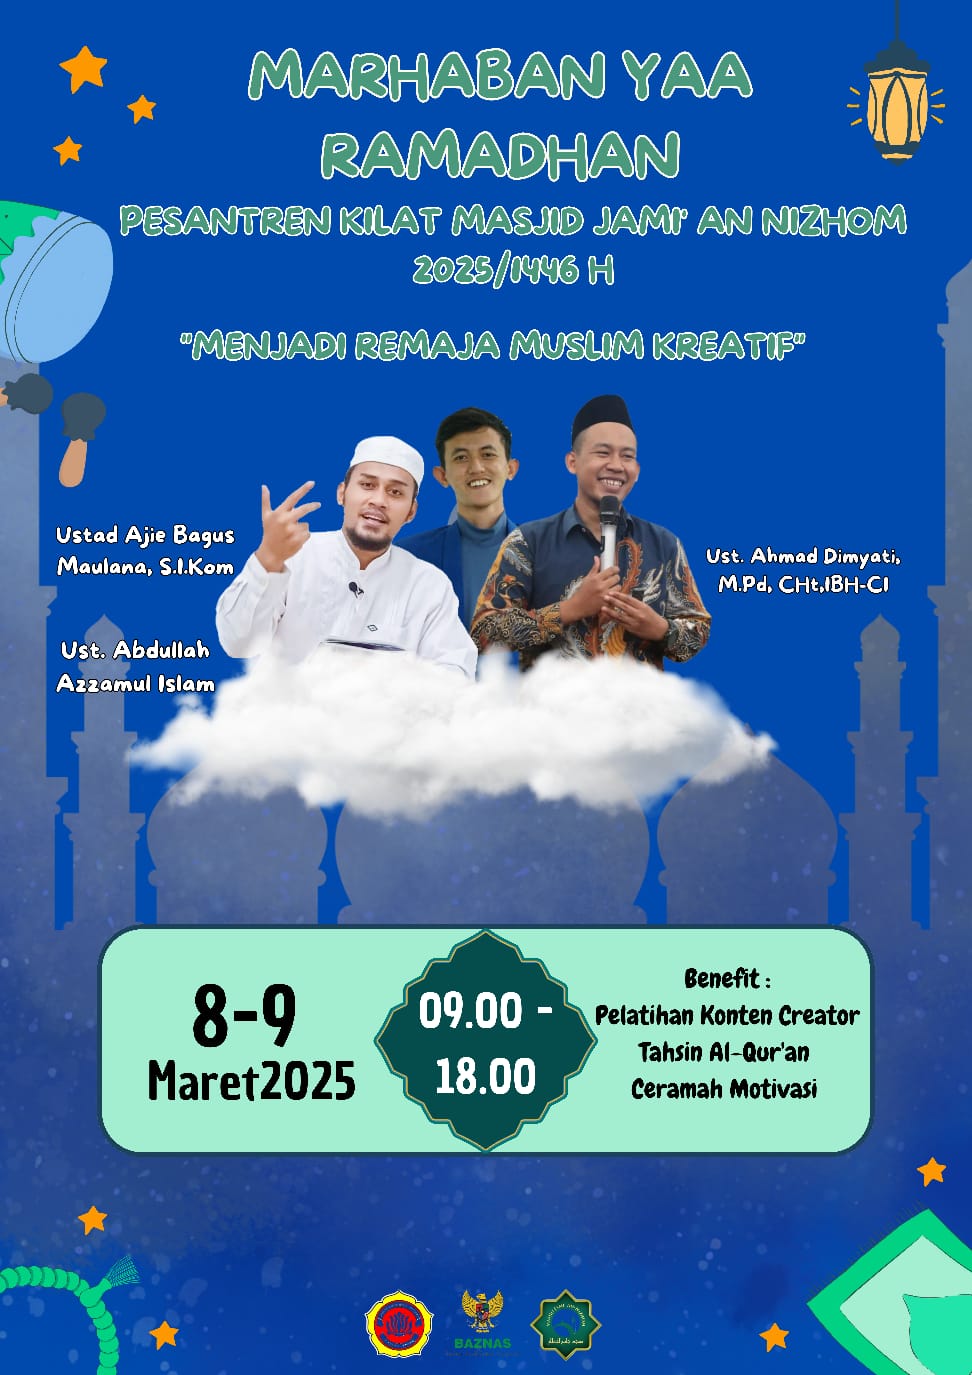 MARHABAN YAA
RAMADHAN
PESANTREN KILAT MASJID JAMI' AN NIZHOM
2025/1446 H
"MENJADI REMAJA MUSLIM KREATIF"
Ustad Ajie Bagus
Maulana, S.I.Kom
Ust. Abdullah
Azzamul Islam
Ust. Ahmad Dimyati,
M.Pd, CHt,IBH-CI
8-9
Maret2025
09.00 -
18.00
Benefit :
Pelatihan Konten Creator
Tahsin Al-Qur'an
Ceramah Motivasi
BAZNAS